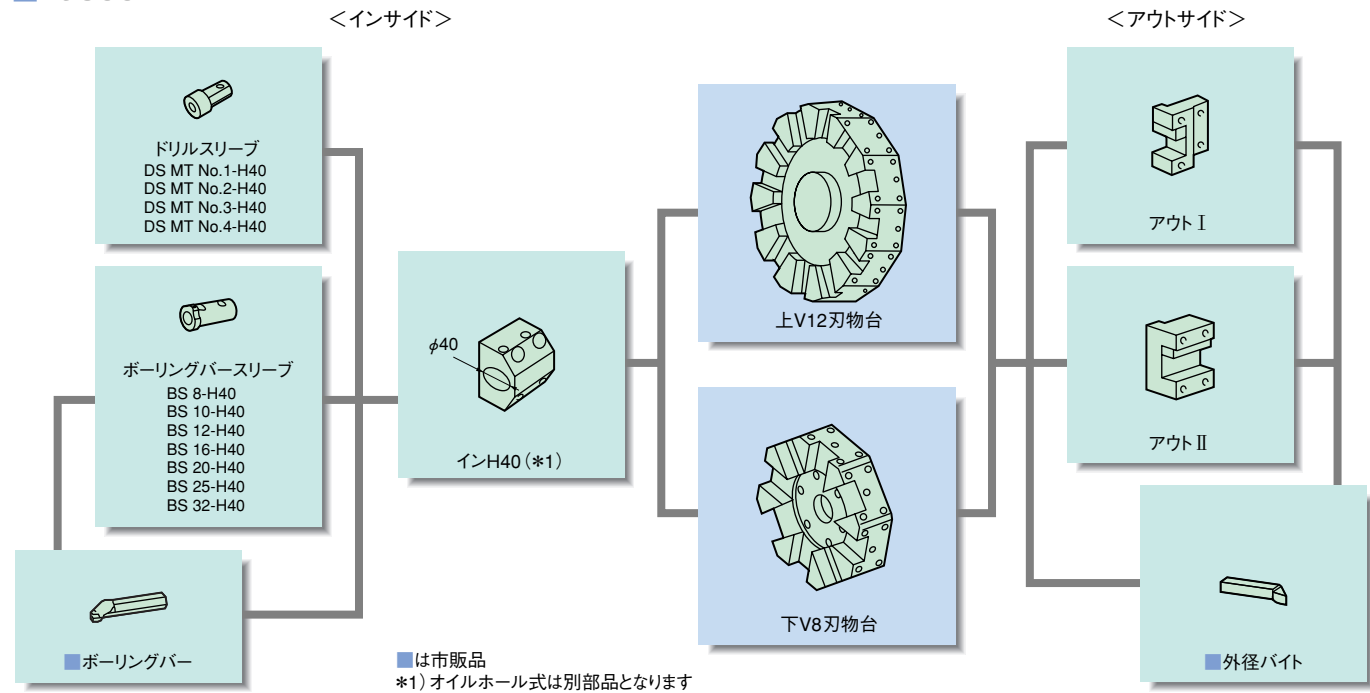 ＜インサイド＞
＜アウトサイド＞
ドリルスリーブ
DS MT No.1-H40
DS MT No.2-H40
DS MT No.3-H40
DS MT No.4-H40
ボーリングバースリーブ
BS 8-H40
BS 10-H40
BS 12-H40
BS 16-H40
BS 20-H40
BS 25-H40
BS 32-H40
■ボーリングバー
φ40
インH40（*1）
上V12刃物台
下V8刃物台
アウトⅠ
アウトⅡ
■外径バイト
■は市販品
*1）オイルホール式は別部品となります